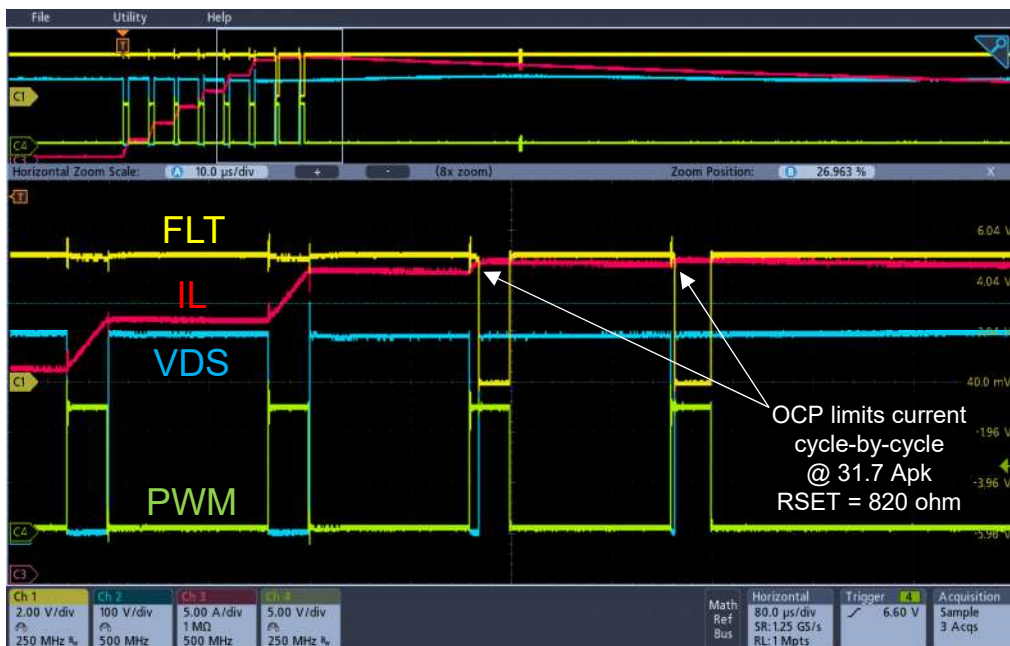 File Utility Help
T
C1
C4
C3
Horizontal Zoom Scale: A 10.0 µs/div + - (8x zoom) Zoom Position: B 26.963 % X
T
FLT
6.04 V
4.04 V
IL
VDS
C1
40.0 mV
OCP limits current
cycle-by-cycle
@ 31.7 Apk
RSET = 820 ohm
-1.96 V
-3.96 V
PWM
C4
-5.96 V
C3
Ch 1
2.00 V/div
250 MHz
Ch 2
100 V/div
500 MHz
Ch 3
5.00 A/div
1 MΩ
500 MHz
Ch 4
5.00 V/div
250 MHz
Math
Ref
Bus
Horizontal
80.0 µs/div
SR:1.25 GS/s
RL:1 Mpts
Trigger 4
6.60 V
Acquisition
Sample
3 Acqs